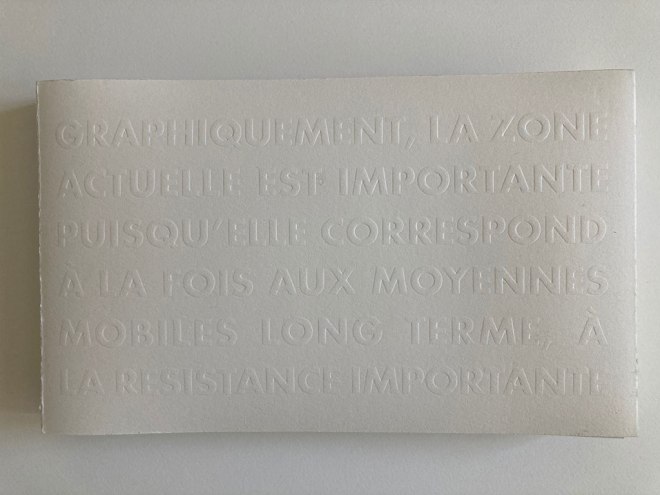 GRAPHIQUEMENT, LA ZONE
ACTUELLE EST IMPORTANTE
PUISQU'ELLE CORRESPOND
À LA FOIS AUX MOYENNES
MOBILES LONG TERME, À
LA RESISTANCE IMPORTANTE